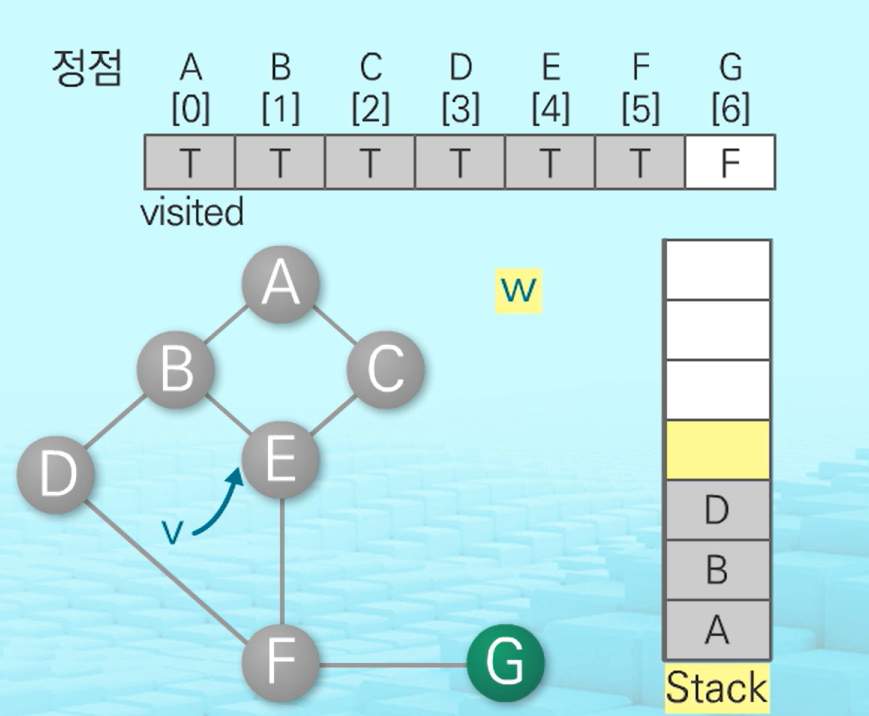 정점 A B C D E F G
[0] [1] [2] [3] [4] [5] [6]
T T T T T T F
visited
A
w
B
C
E
D
v
D
B
A
F
G
Stack